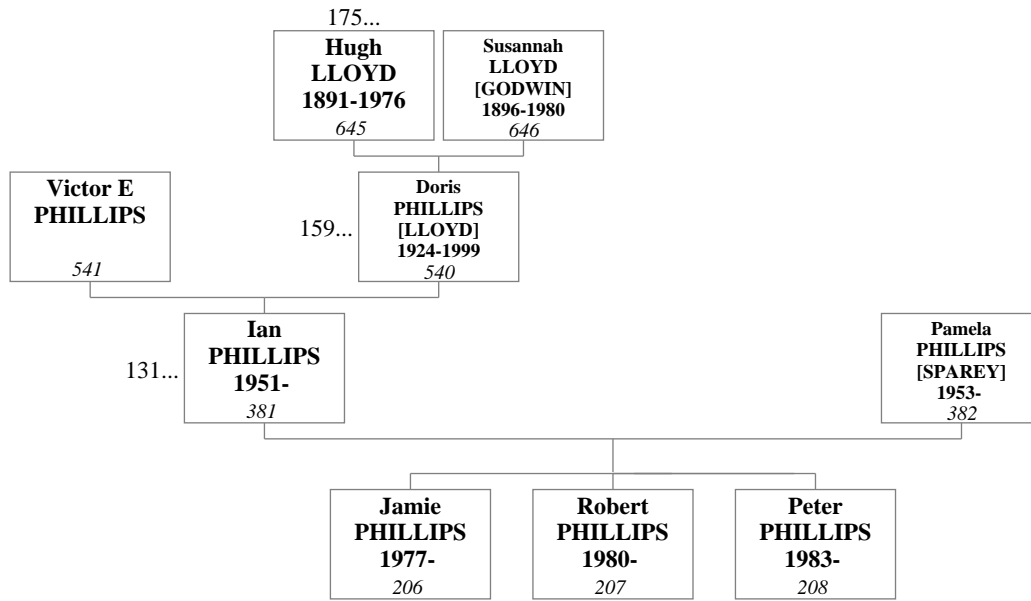 175...
Hugh
LLOYD
1891-1976
645
Susannah
LLOYD
[GODWIN]
1896-1980
646
Victor E
PHILLIPS
541
159...
Doris
PHILLIPS
[LLOYD]
1924-1999
540
131...
Ian
PHILLIPS
1951-
381
Pamela
PHILLIPS
[SPAREY]
1953-
382
Jamie
PHILLIPS
1977-
206
Robert
PHILLIPS
1980-
207
Peter
PHILLIPS
1983-
208